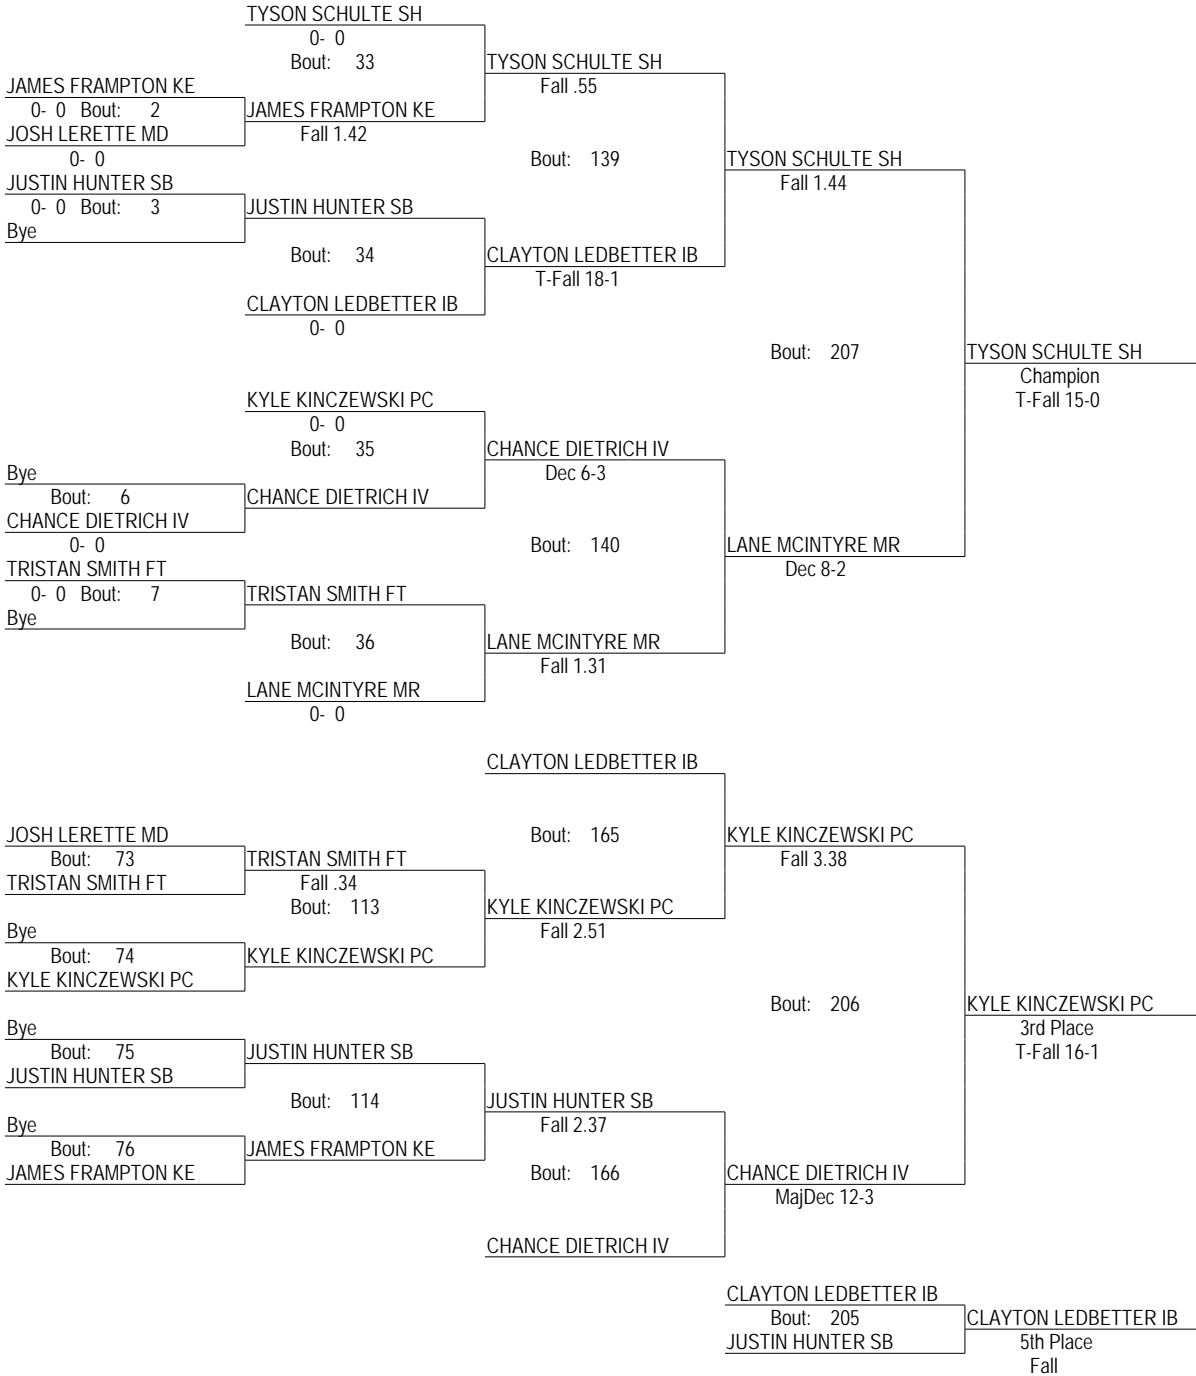 TYSON SCHULTE SH
0- 0
Bout: 33
TYSON SCHULTE SH
Fall .55
JAMES FRAMPTON KE
0- 0 Bout: 2
JAMES FRAMPTON KE
Fall 1.42
JOSH LERETTE MD
0- 0
Bout: 139
TYSON SCHULTE SH
Fall 1.44
JUSTIN HUNTER SB
0- 0 Bout: 3
JUSTIN HUNTER SB
Bye
Bout: 34
CLAYTON LEDBETTER IB
T-Fall 18-1
CLAYTON LEDBETTER IB
0- 0
Bout: 207
TYSON SCHULTE SH
Champion
T-Fall 15-0
KYLE KINCZEWSKI PC
0- 0
Bout: 35
CHANCE DIETRICH IV
Dec 6-3
Bye
Bout: 6
CHANCE DIETRICH IV
CHANCE DIETRICH IV
0- 0
Bout: 140
LANE MCINTYRE MR
Dec 8-2
TRISTAN SMITH FT
0- 0 Bout: 7
TRISTAN SMITH FT
Bye
Bout: 36
LANE MCINTYRE MR
Fall 1.31
LANE MCINTYRE MR
0- 0
CLAYTON LEDBETTER IB
Bout: 165
KYLE KINCZEWSKI PC
Fall 3.38
JOSH LERETTE MD
Bout: 73
TRISTAN SMITH FT
Fall .34
TRISTAN SMITH FT
Bout: 113
KYLE KINCZEWSKI PC
Fall 2.51
Bye
Bout: 74
KYLE KINCZEWSKI PC
KYLE KINCZEWSKI PC
Bout: 206
KYLE KINCZEWSKI PC
3rd Place
T-Fall 16-1
Bye
Bout: 75
JUSTIN HUNTER SB
JUSTIN HUNTER SB
Bout: 114
JUSTIN HUNTER SB
Fall 2.37
Bye
Bout: 76
JAMES FRAMPTON KE
JAMES FRAMPTON KE
Bout: 166
CHANCE DIETRICH IV
MajDec 12-3
CHANCE DIETRICH IV
CLAYTON LEDBETTER IB
Bout: 205
CLAYTON LEDBETTER IB
JUSTIN HUNTER SB
5th Place
Fall